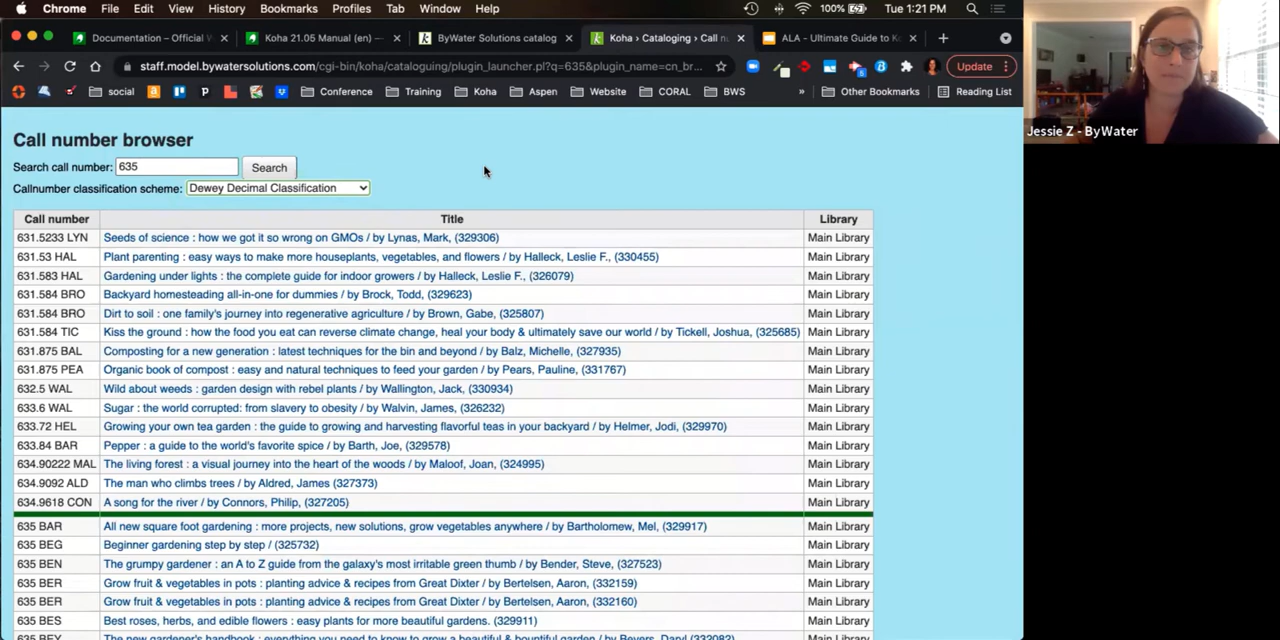 Chrome File Edit View History Bookmarks Profiles Tab Window Help 100% Tue 1:21 PM
Documentation – Official W Koha 21.05 Manual (en) — ByWater Solutions catalog Koha › Cataloging › Call nu ALA - Ultimate Guide to Ko
staff.model.bywatersolutions.com/cgi-bin/koha/cataloguing/plugin_launcher.pl?q=635&plugin_name=cn_br... Update
social Conference Training Koha Aspen Website CORAL BWS » Other Bookmarks Reading List
Jessie Z - ByWater
Call number browser
Search call number: 635 Search
Callnumber classification scheme: Dewey Decimal Classification
Call number Title Library
631.5233 LYN Seeds of science : how we got it so wrong on GMOs / by Lynas, Mark, (329306) Main Library
631.53 HAL Plant parenting : easy ways to make more houseplants, vegetables, and flowers / by Halleck, Leslie F., (330455) Main Library
631.583 HAL Gardening under lights : the complete guide for indoor growers / by Halleck, Leslie F., (326079) Main Library
631.584 BRO Backyard homesteading all-in-one for dummies / by Brock, Todd, (329623) Main Library
631.584 BRO Dirt to soil : one family's journey into regenerative agriculture / by Brown, Gabe, (325807) Main Library
631.584 TIC Kiss the ground : how the food you eat can reverse climate change, heal your body & ultimately save our world / by Tickell, Joshua, (325685) Main Library
631.875 BAL Composting for a new generation : latest techniques for the bin and beyond / by Balz, Michelle, (327935) Main Library
631.875 PEA Organic book of compost : easy and natural techniques to feed your garden / by Pears, Pauline, (331767) Main Library
632.5 WAL Wild about weeds : garden design with rebel plants / by Wallington, Jack, (330934) Main Library
633.6 WAL Sugar : the world corrupted: from slavery to obesity / by Walvin, James, (326232) Main Library
633.72 HEL Growing your own tea garden : the guide to growing and harvesting flavorful teas in your backyard / by Helmer, Jodi, (329970) Main Library
633.84 BAR Pepper : a guide to the world's favorite spice / by Barth, Joe, (329578) Main Library
634.90222 MAL The living forest : a visual journey into the heart of the woods / by Maloof, Joan, (324995) Main Library
634.9092 ALD The man who climbs trees / by Aldred, James (327373) Main Library
634.9618 CON A song for the river / by Connors, Philip, (327205) Main Library
635 BAR All new square foot gardening : more projects, new solutions, grow vegetables anywhere / by Bartholomew, Mel, (329917) Main Library
635 BEG Beginner gardening step by step / (325732) Main Library
635 BEN The grumpy gardener : an A to Z guide from the galaxy's most irritable green thumb / by Bender, Steve, (327523) Main Library
635 BER Grow fruit & vegetables in pots : planting advice & recipes from Great Dixter / by Bertelsen, Aaron, (332159) Main Library
635 BER Grow fruit & vegetables in pots : planting advice & recipes from Great Dixter / by Bertelsen, Aaron, (332160) Main Library
635 BES Best roses, herbs, and edible flowers : easy plants for more beautiful gardens. (329911) Main Library
635 BEY The new gardener's handbook : everything you need to know to grow a beautiful & bountiful garden / by Beyers, Daryl (332082) Main Library